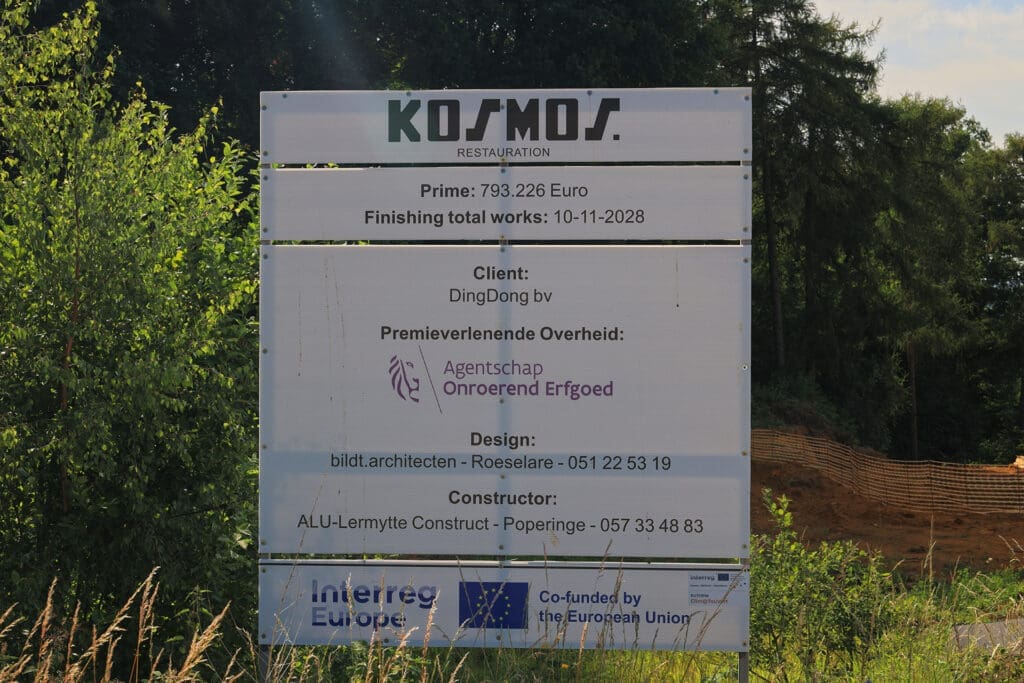 KOSMOS.
RESTAURATION
Prime: 793.226 Euro
Finishing total works: 10-11-2028
Client:
DingDong bv
Premieverlenende Overheid:
Agentschap
Onroerend Erfgoed
Design:
bildt.architecten - Roeselare - 051 22 53 19
Constructor:
ALU-Lermytte Construct - Poperinge - 057 33 48 83
Interreg
Europe
Co-funded by
the European Union
Interreg